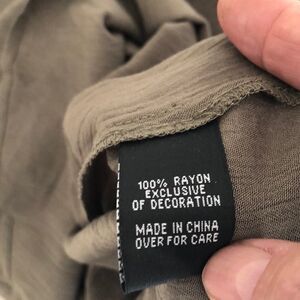 100% RAYON
EXCLUSIVE
OF DECORATION
MADE IN CHINA
OVER FOR CARE